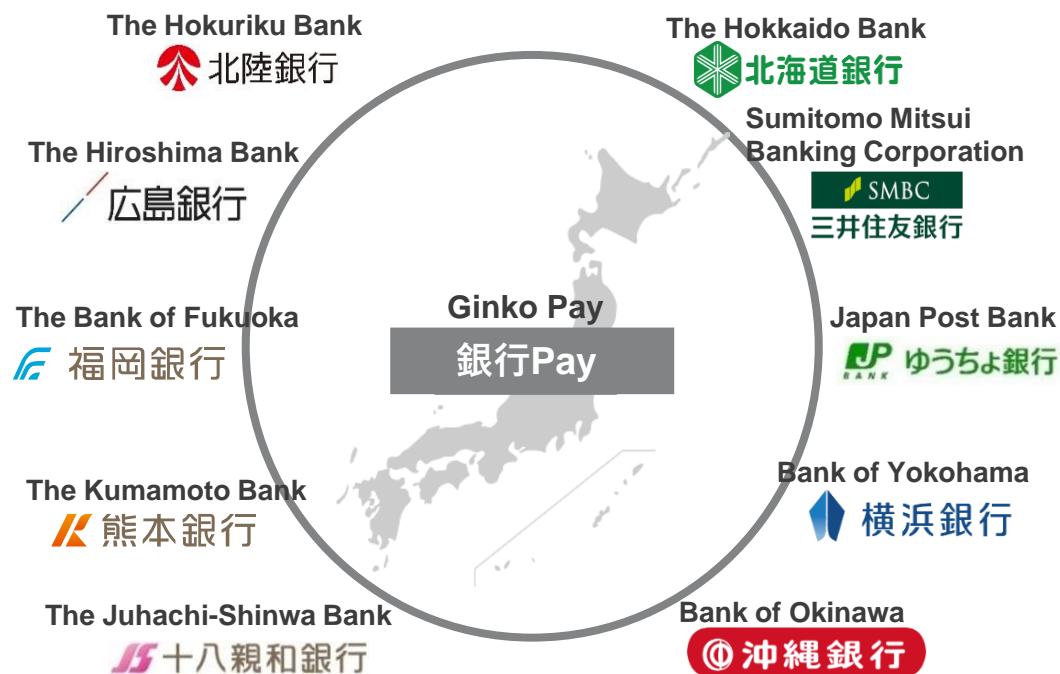 The Hokuriku Bank
北陸銀行
The Hokkaido Bank
北海道銀行
The Hiroshima Bank
広島銀行
Sumitomo Mitsui
Banking Corporation
SMBC
三井住友銀行
Ginko Pay
銀行Pay
The Bank of Fukuoka
福岡銀行
Japan Post Bank
JP
BANK
ゆうちょ銀行
The Kumamoto Bank
熊本銀行
Bank of Yokohama
横浜銀行
The Juhachi-Shinwa Bank
JS 十八親和銀行
Bank of Okinawa
沖縄銀行